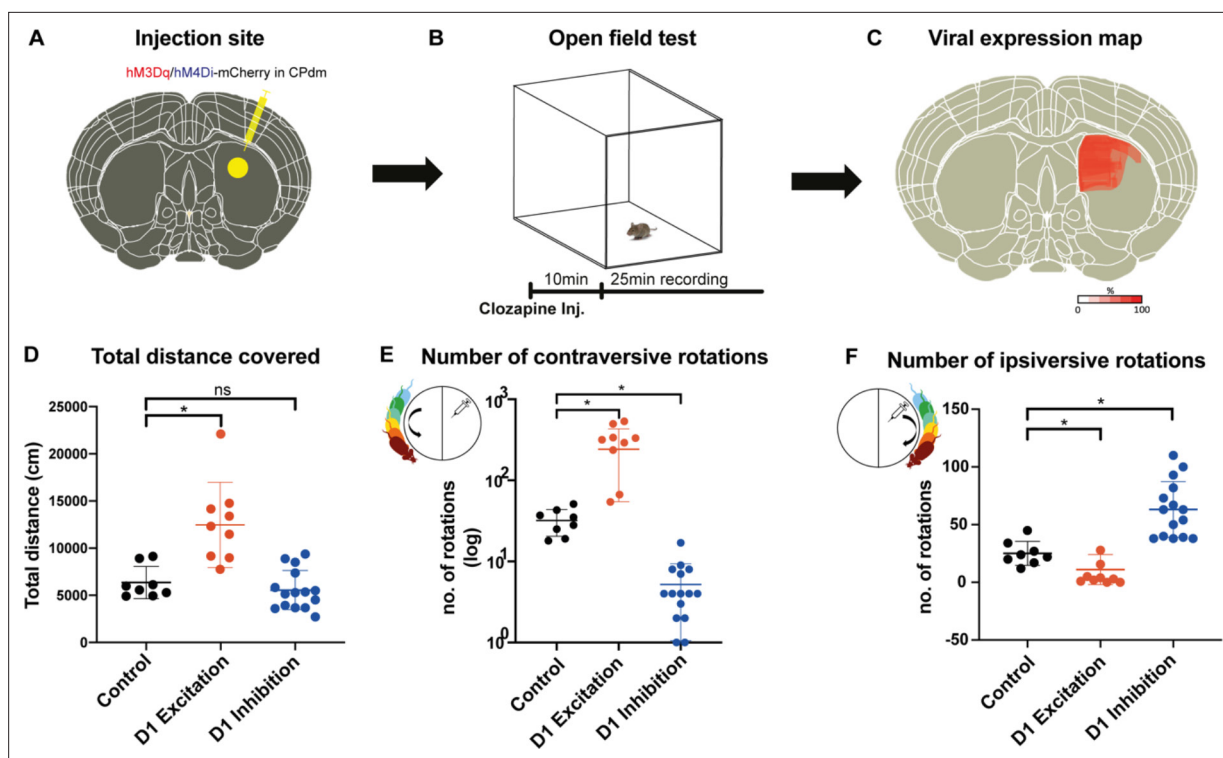 A
Injection site
hM3Dq/hM4Di-mCherry in CPdm
B
Open field test
10min
25min recording
Clozapine Inj.
C
Viral expression map
%
0
100
D
Total distance covered
ns
*
25000
20000
15000
10000
5000
0
Total distance (cm)
Control
D1 Excitation
D1 Inhibition
E
Number of contraversive rotations
*
*
10³
10²
10¹
10⁰
no. of rotations
(log)
Control
D1 Excitation
D1 Inhibition
F
Number of ipsiversive rotations
*
*
150
100
50
0
-50
no. of rotations
Control
D1 Excitation
D1 Inhibition